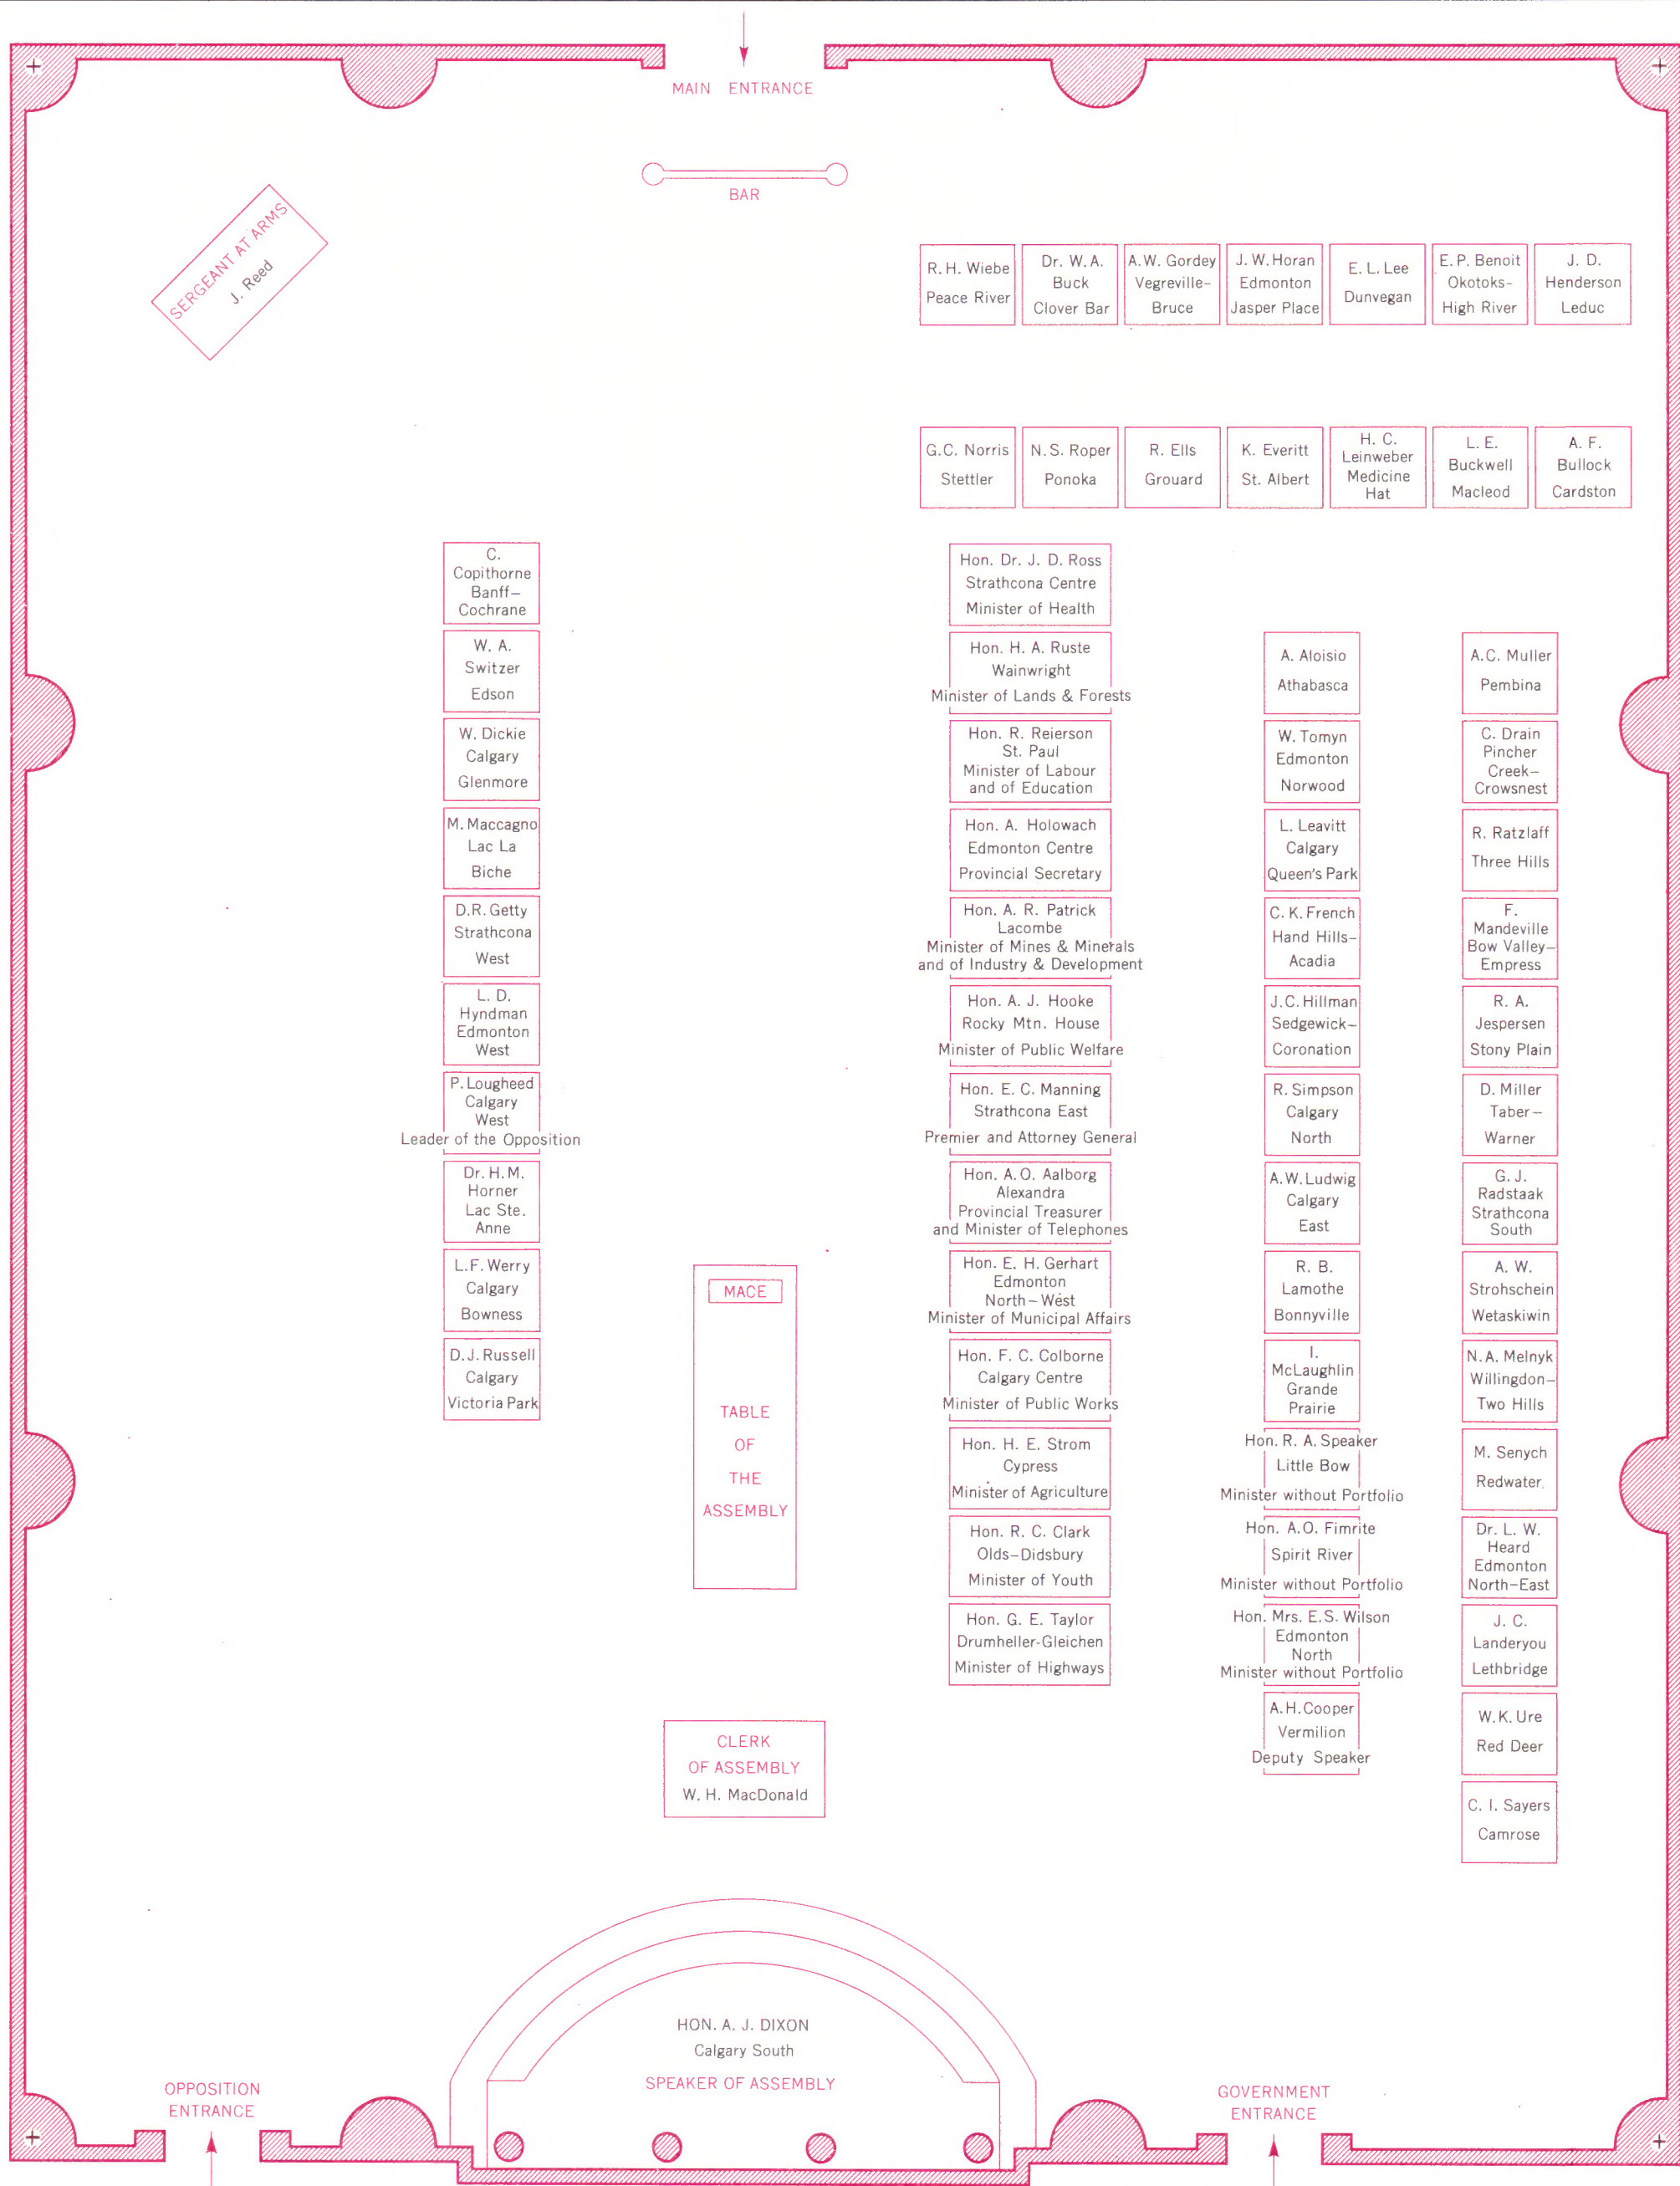 MAIN ENTRANCE
BAR
SERGEANT AT ARMS
J. Reed
R. H. Wiebe
Peace River
Dr. W. A.
Buck
Clover Bar
A. W. Gordey
Vegreville–
Bruce
J. W. Horan
Edmonton
Jasper Place
E. L. Lee
Dunvegan
E. P. Benoit
Okotoks–
High River
J. D.
Henderson
Leduc
G. C. Norris
Stettler
N. S. Roper
Ponoka
R. Ells
Grouard
K. Everitt
St. Albert
H. C.
Leinweber
Medicine
Hat
L. E.
Buckwell
Macleod
A. F.
Bullock
Cardston
C.
Copithorne
Banff–
Cochrane
W. A.
Switzer
Edson
W. Dickie
Calgary
Glenmore
M. Maccagno
Lac La
Biche
D. R. Getty
Strathcona
West
L. D.
Hyndman
Edmonton
West
P. Lougheed
Calgary
West
Leader of the Opposition
Dr. H. M.
Horner
Lac Ste.
Anne
L. F. Werry
Calgary
Bowness
D. J. Russell
Calgary
Victoria Park
MACE
TABLE
OF
THE
ASSEMBLY
CLERK
OF ASSEMBLY
W. H. MacDonald
Hon. Dr. J. D. Ross
Strathcona Centre
Minister of Health
Hon. H. A. Ruste
Wainwright
Minister of Lands & Forests
Hon. R. Reierson
St. Paul
Minister of Labour
and of Education
Hon. A. Holowach
Edmonton Centre
Provincial Secretary
Hon. A. R. Patrick
Lacombe
Minister of Mines & Minerals
and of Industry & Development
Hon. A. J. Hooke
Rocky Mtn. House
Minister of Public Welfare
Hon. E. C. Manning
Strathcona East
Premier and Attorney General
Hon. A. O. Aalborg
Alexandra
Provincial Treasurer
and Minister of Telephones
Hon. E. H. Gerhart
Edmonton
North–West
Minister of Municipal Affairs
Hon. F. C. Colborne
Calgary Centre
Minister of Public Works
Hon. H. E. Strom
Cypress
Minister of Agriculture
Hon. R. C. Clark
Olds–Didsbury
Minister of Youth
Hon. G. E. Taylor
Drumheller-Gleichen
Minister of Highways
A. Aloisio
Athabasca
W. Tomyn
Edmonton
Norwood
L. Leavitt
Calgary
Queen's Park
C. K. French
Hand Hills–
Acadia
J. C. Hillman
Sedgewick–
Coronation
R. Simpson
Calgary
North
A. W. Ludwig
Calgary
East
R. B.
Lamothe
Bonnyville
I.
McLaughlin
Grande
Prairie
Hon. R. A. Speaker
Little Bow
Minister without Portfolio
Hon. A. O. Fimrite
Spirit River
Minister without Portfolio
Hon. Mrs. E. S. Wilson
Edmonton
North
Minister without Portfolio
A. H. Cooper
Vermilion
Deputy Speaker
A. C. Muller
Pembina
C. Drain
Pincher
Creek–
Crowsnest
R. Ratzlaff
Three Hills
F.
Mandeville
Bow Valley–
Empress
R. A.
Jespersen
Stony Plain
D. Miller
Taber–
Warner
G. J.
Radstaak
Strathcona
South
A. W.
Strohschein
Wetaskiwin
N. A. Melnyk
Willingdon–
Two Hills
M. Senych
Redwater
Dr. L. W.
Heard
Edmonton
North–East
J. C.
Landeryou
Lethbridge
W. K. Ure
Red Deer
C. I. Sayers
Camrose
HON. A. J. DIXON
Calgary South
SPEAKER OF ASSEMBLY
OPPOSITION
ENTRANCE
GOVERNMENT
ENTRANCE